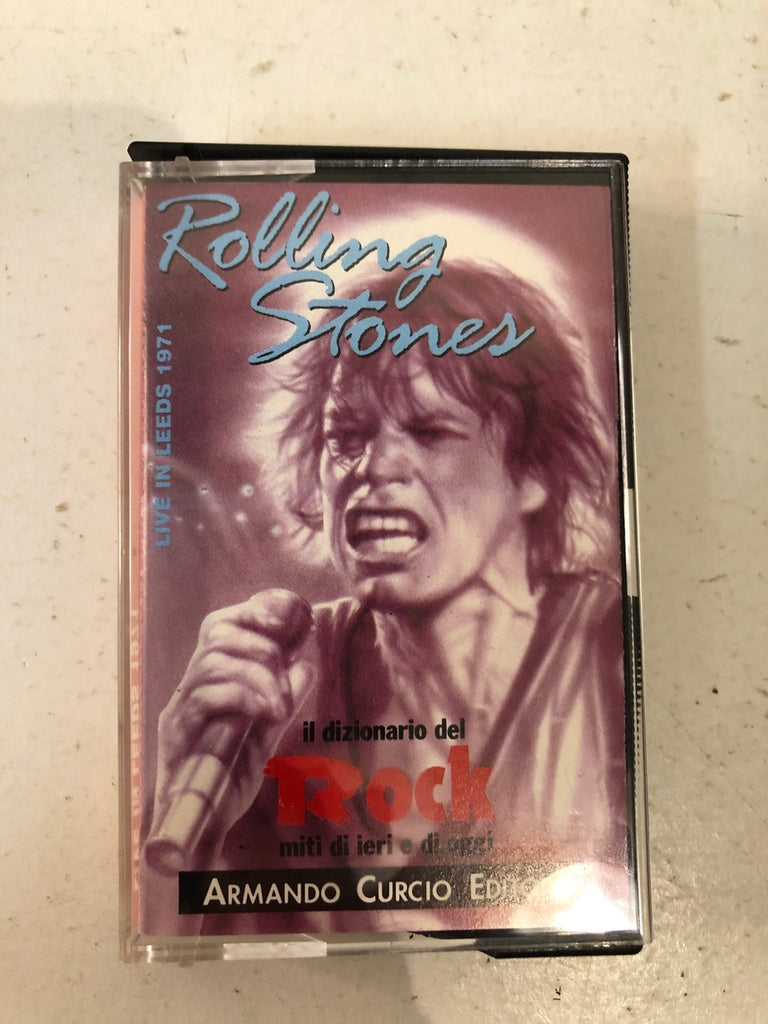 Rolling
Stones
LIVE IN LEEDS 1971
il dizionario del
Rock
miti di ieri e di oggi
ARMANDO CURCIO